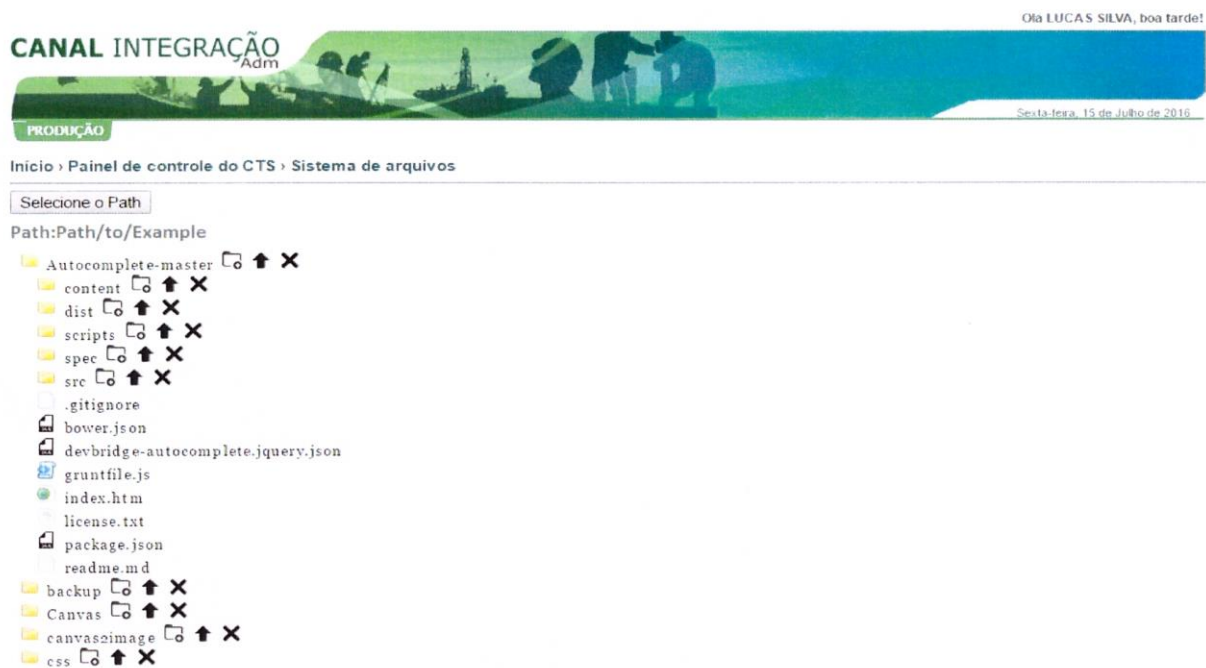 Ola LUCAS SILVA, boa tarde!
CANAL INTEGRAÇÃO
Adm
Sexta-feira, 15 de Julho de 2016
PRODUÇÃO
Início › Painel de controle do CTS › Sistema de arquivos
Selecione o Path
Path:Path/to/Example
Autocomplete-master
content
dist
scripts
spec
src
.gitignore
bower.json
devbridge-autocomplete.jquery.json
gruntfile.js
index.htm
license.txt
package.json
readme.md
backup
Canvas
canvas2image
css